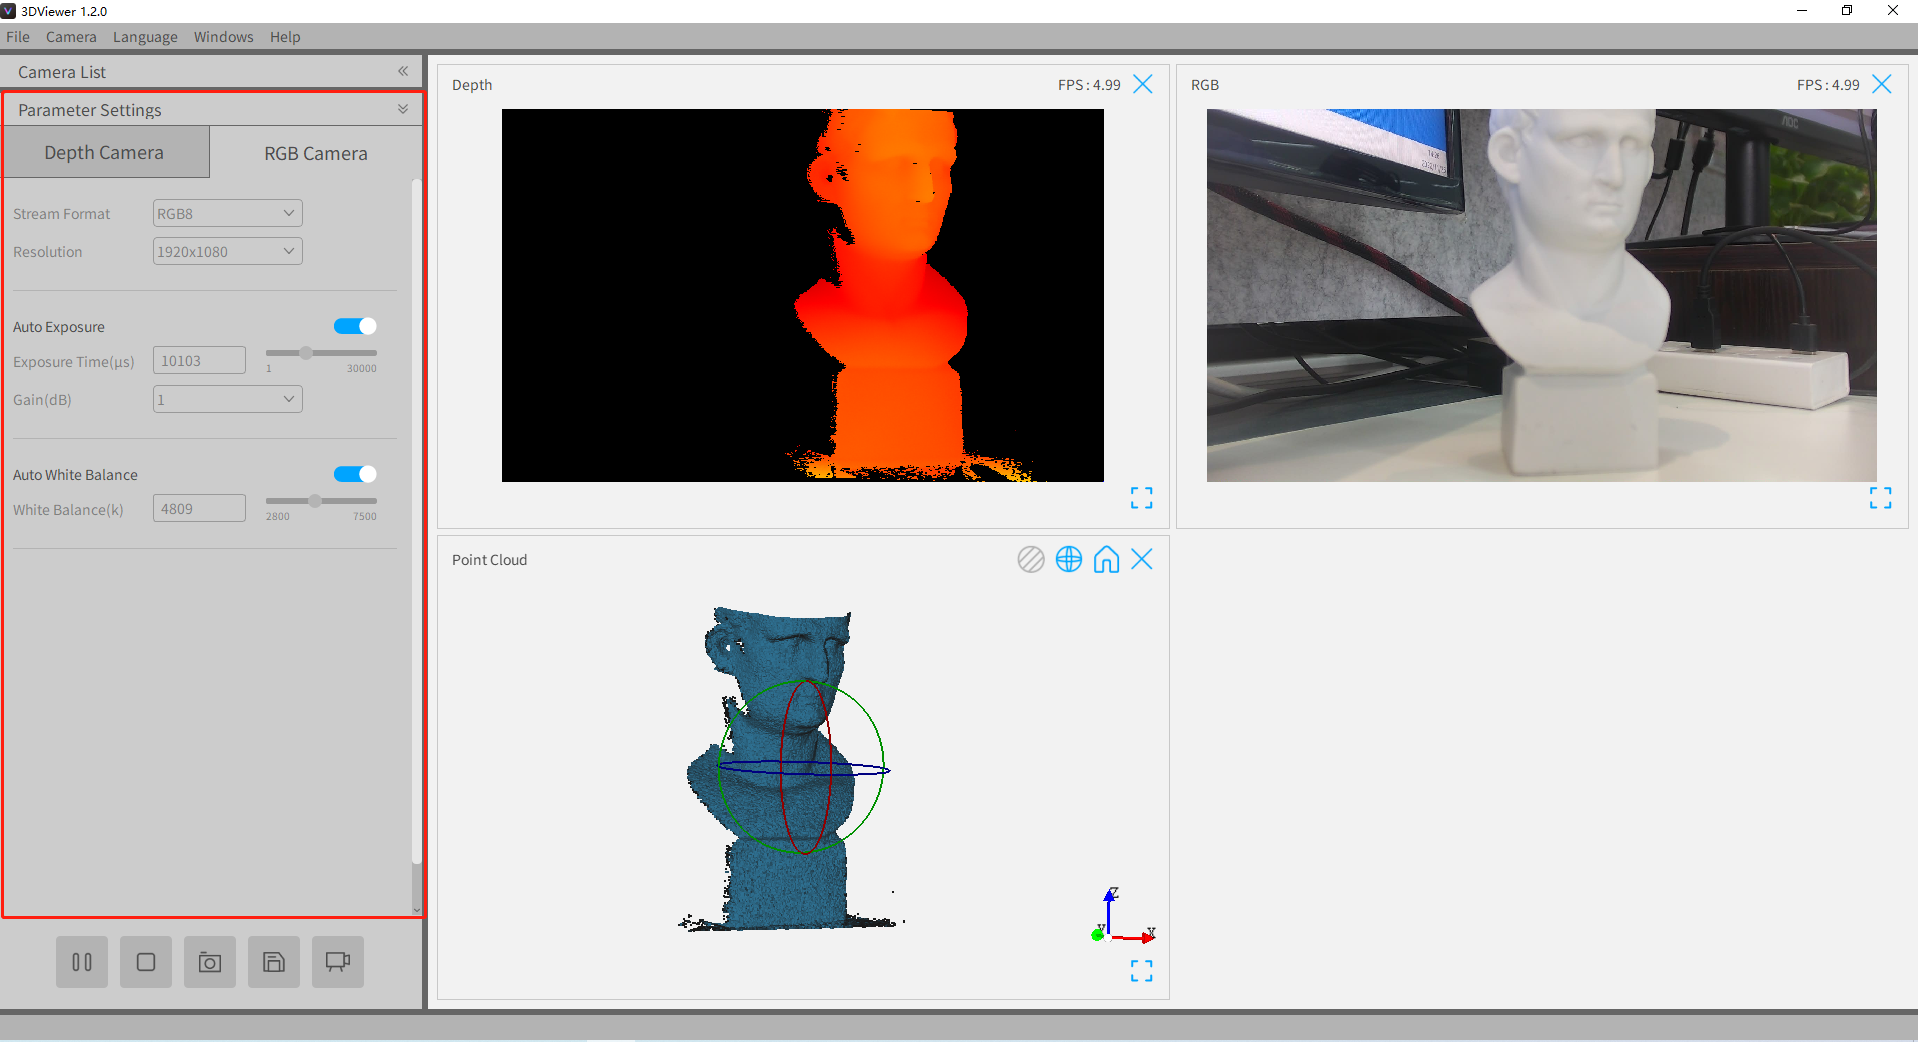 3DViewer 1.2.0
File Camera Language Windows Help
Camera List
Parameter Settings
Depth Camera RGB Camera
Stream Format RGB8
Resolution 1920x1080
Auto Exposure
Exposure Time(μs) 10103
1 30000
Gain(dB) 1
Auto White Balance
White Balance(k) 4809
2800 7500
Depth FPS : 4.99
RGB FPS : 4.99
AOC
Point Cloud
Z
Y X